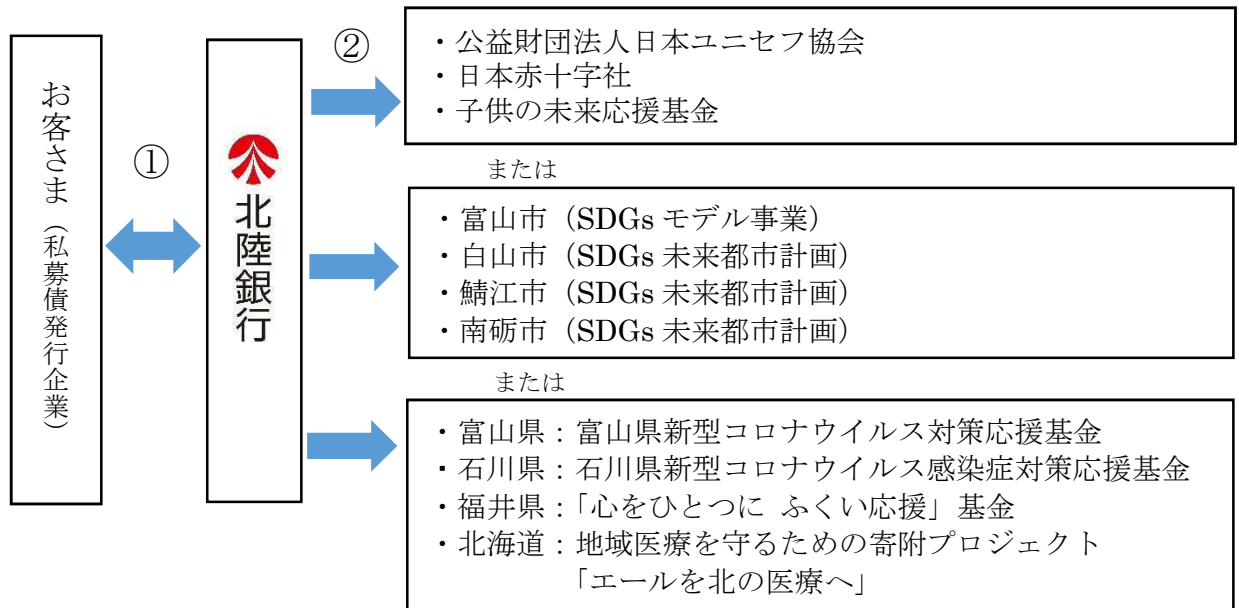 お客さま（私募債発行企業）
①
北陸銀行
②
・公益財団法人日本ユニセフ協会
・日本赤十字社
・子供の未来応援基金
または
・富山市（SDGs モデル事業）
・白山市（SDGs 未来都市計画）
・鯖江市（SDGs 未来都市計画）
・南砺市（SDGs 未来都市計画）
または
・富山県：富山県新型コロナウイルス対策応援基金
・石川県：石川県新型コロナウイルス感染症対策応援基金
・福井県：「心をひとつに ふくい応援」基金
・北海道：地域医療を守るための寄附プロジェクト
「エールを北の医療へ」